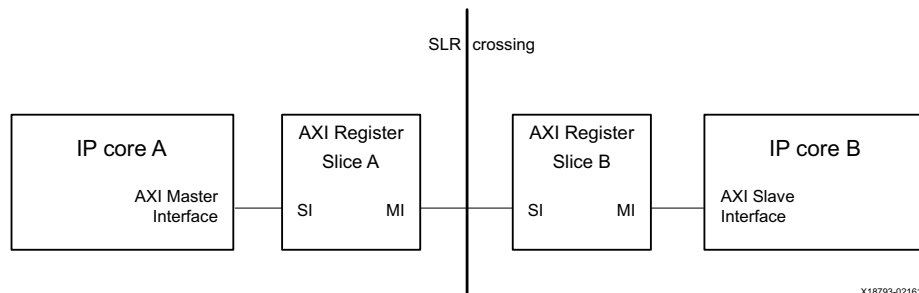 SLR crossing
IP core A
AXI Master
Interface
AXI Register
Slice A
SI MI
AXI Register
Slice B
SI MI
IP core B
AXI Slave
Interface